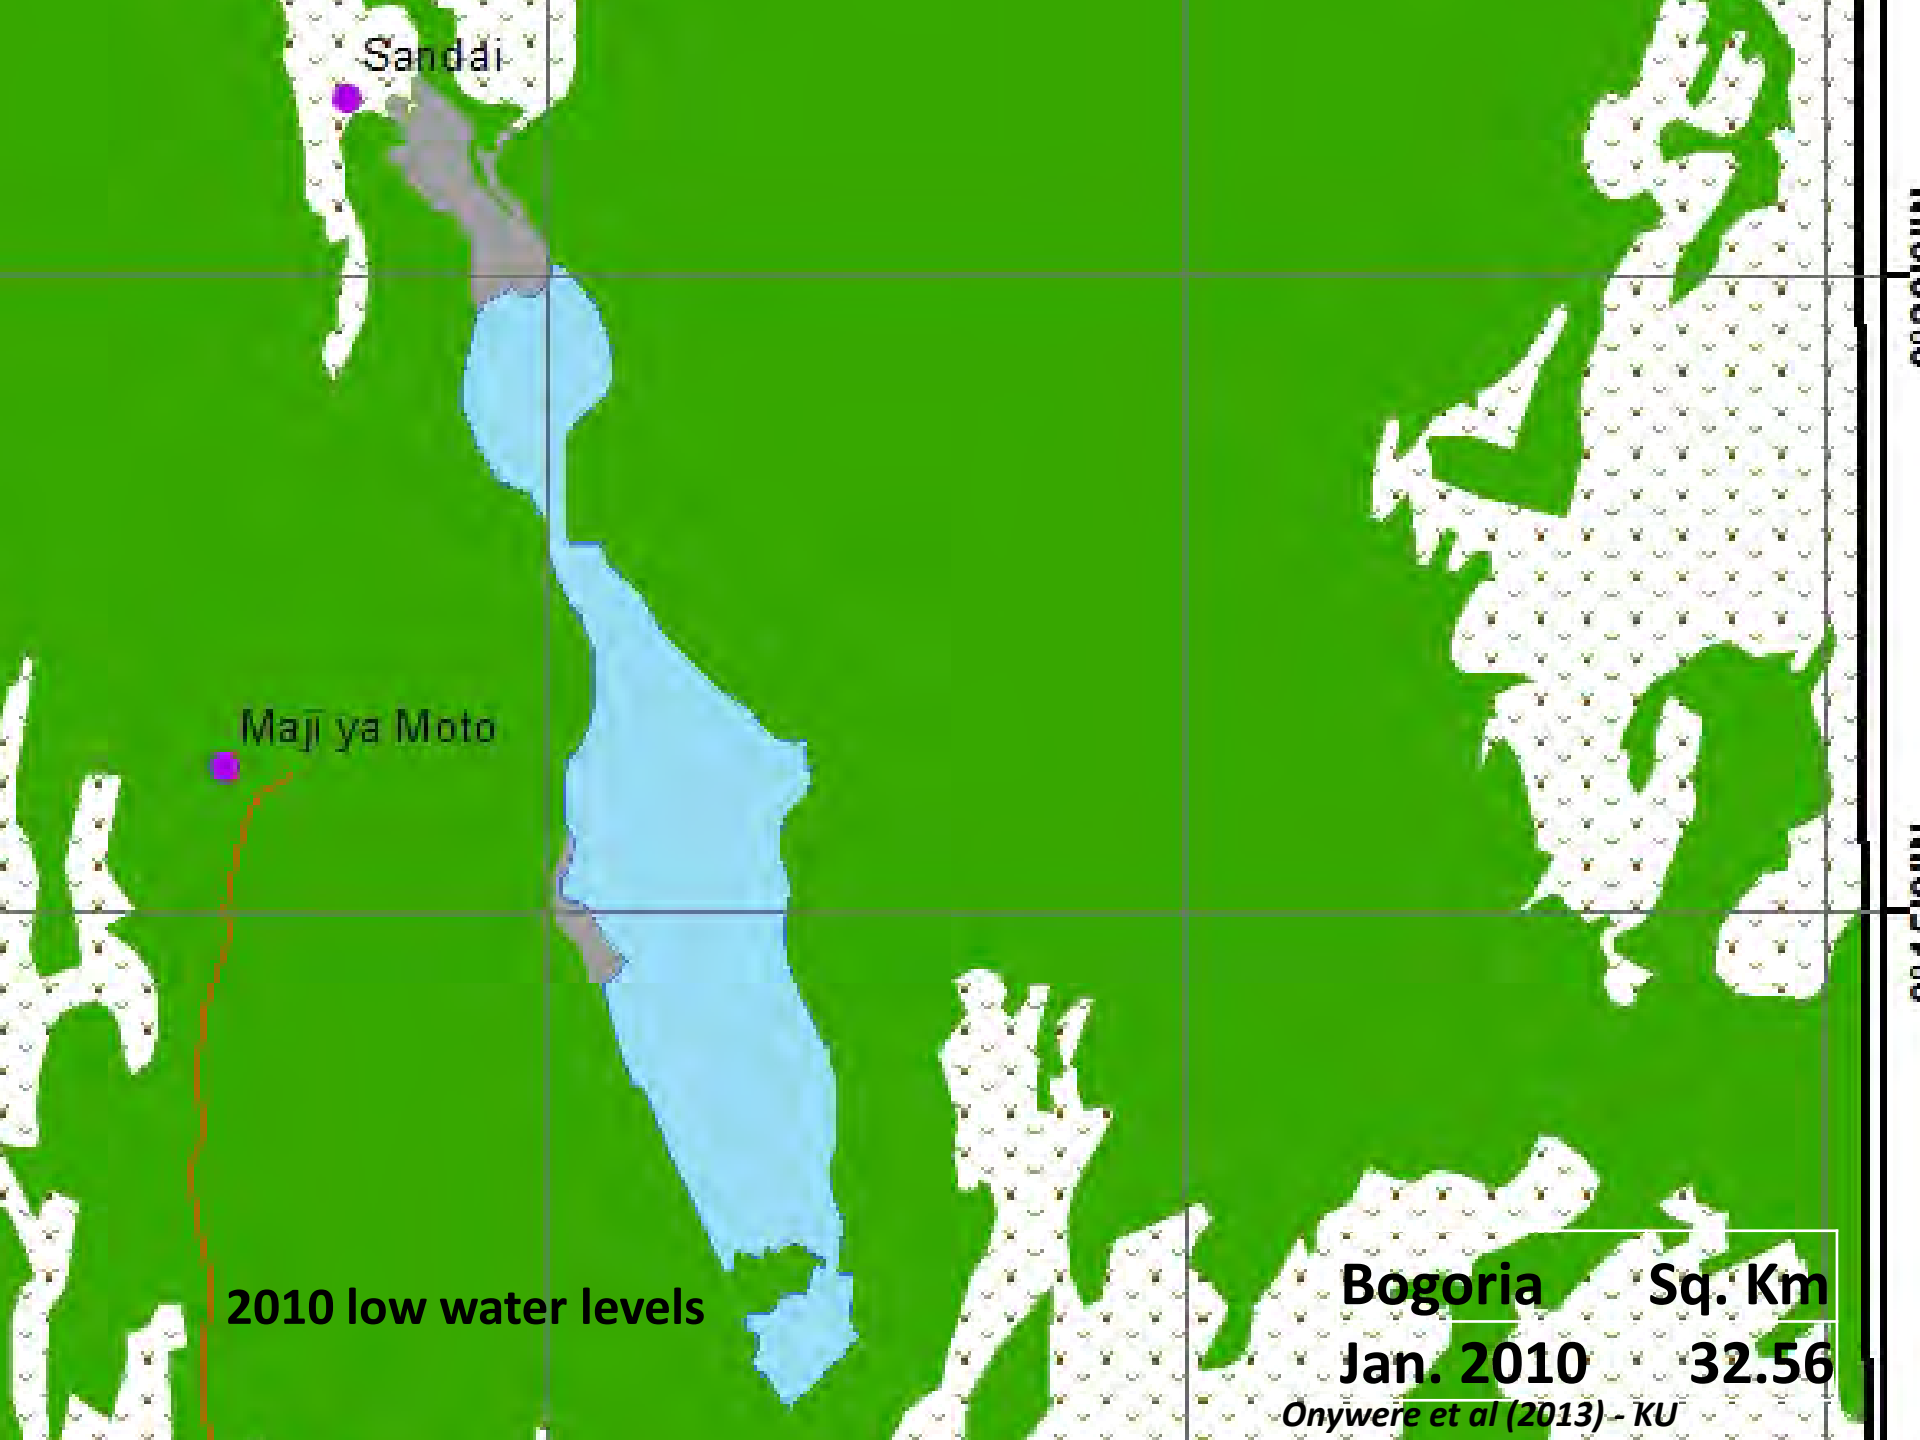 Sandai
Maji ya Moto
2010 low water levels
Bogoria Sq. Km
Jan. 2010 32.56
Onywere et al (2013) - KU